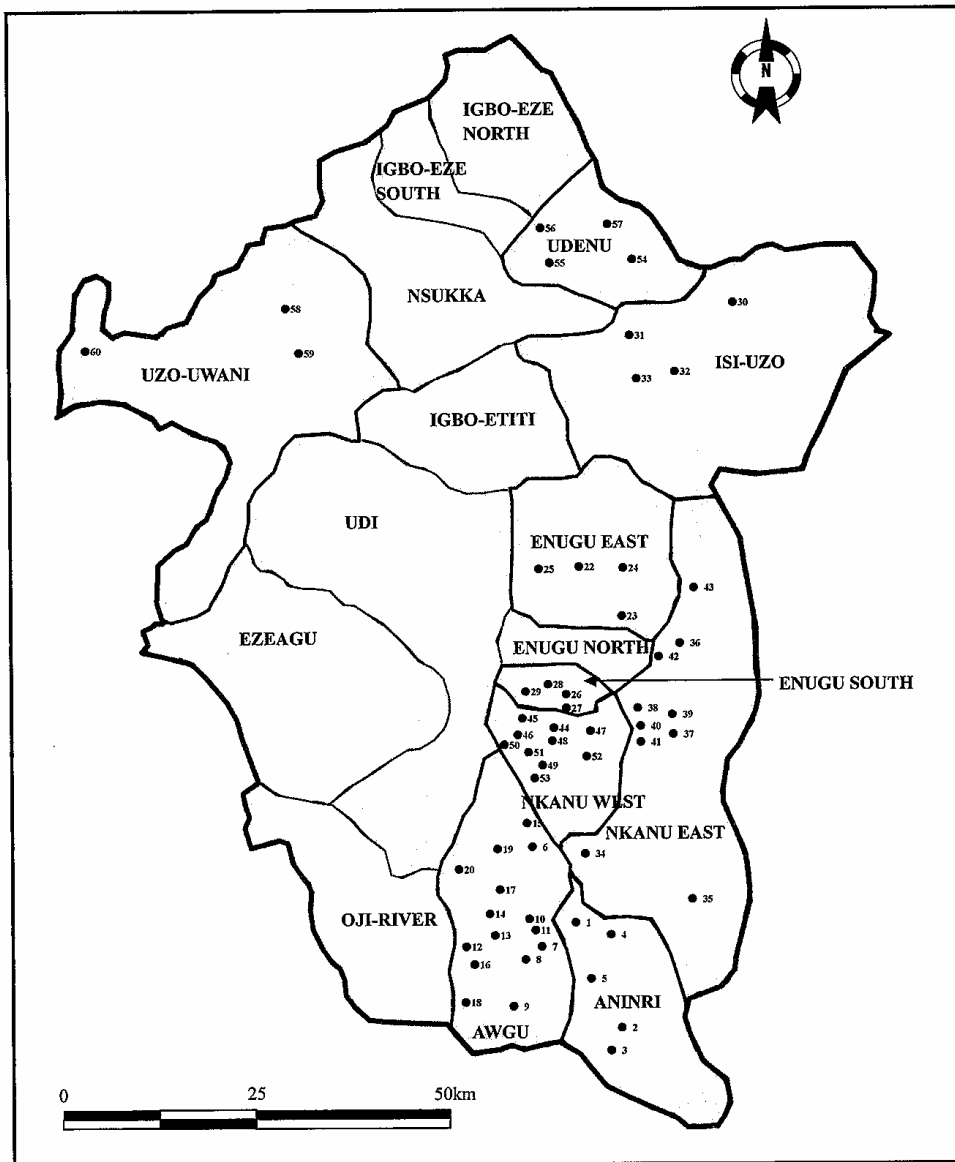 N
IGBO-EZE
NORTH
IGBO-EZE
SOUTH
56
57
UDENU
55
54
NSUKKA
58
30
31
60
59
ISI-UZO
UZO-UWANI
33
32
IGBO-ETITI
UDI
ENUGU EAST
25
22
24
43
23
EZEAGU
ENUGU NORTH
36
42
28
29
26
ENUGU SOUTH
27
38
39
45
44
47
40
37
46
48
41
50
51
52
49
53
NKANU WEST
15
NKANU EAST
19
6
34
20
17
35
OJI-RIVER
14
10
1
11
4
13
12
7
8
16
5
18
9
ANINRI
AWGU
2
3
0
25
50km